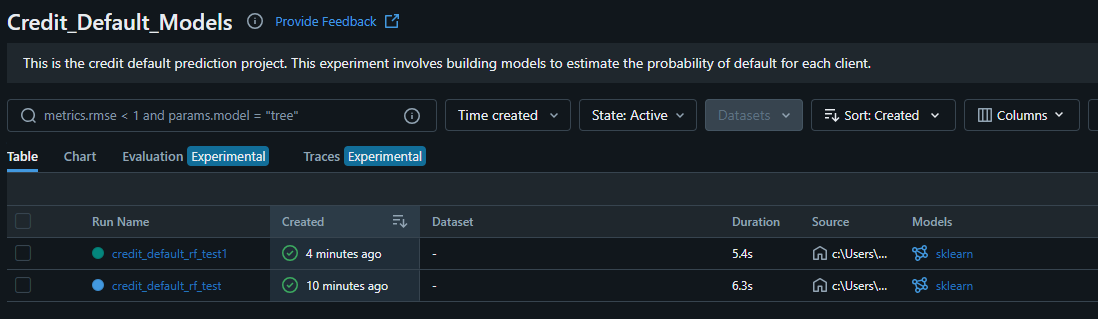 Credit_Default_Models Provide Feedback
This is the credit default prediction project. This experiment involves building models to estimate the probability of default for each client.
metrics.rmse < 1 and params.model = "tree" Time created State: Active Datasets Sort: Created Columns
Table Chart Evaluation Experimental Traces Experimental
Run Name Created Dataset Duration Source Models
credit_default_rf_test1 4 minutes ago - 5.4s c:\Users\... sklearn
credit_default_rf_test 10 minutes ago - 6.3s c:\Users\... sklearn